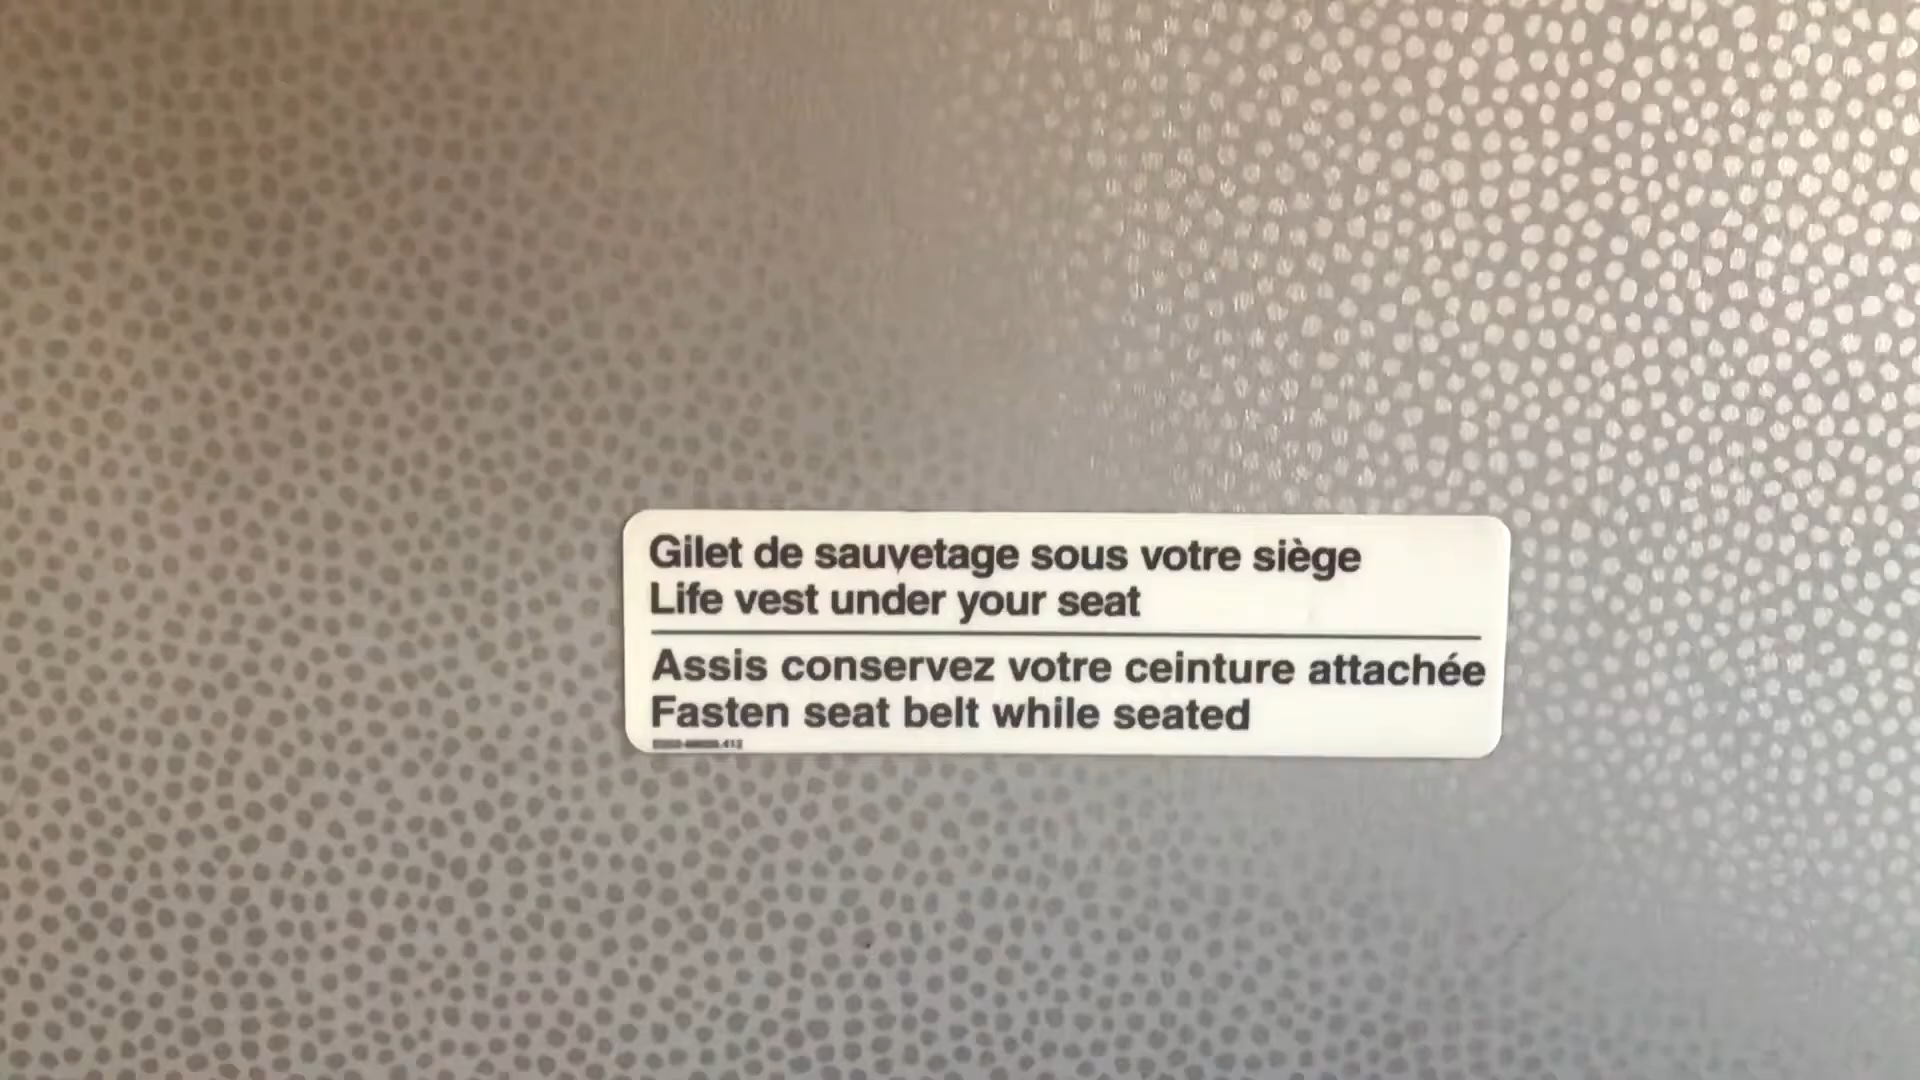 Gilet de sauvetage sous votre siège
Life vest under your seat
Assis conservez votre ceinture attachée
Fasten seat belt while seated